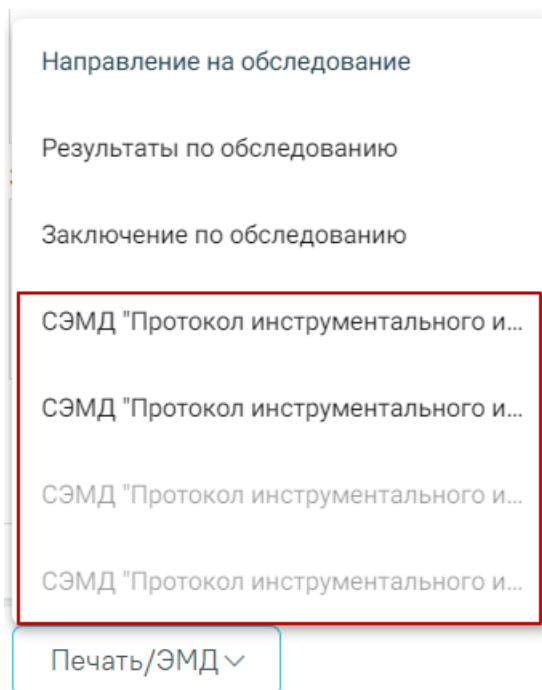 Направление на обследование
Результаты по обследованию
Заключение по обследованию
СЭМД "Протокол инструментального и...
СЭМД "Протокол инструментального и...
СЭМД "Протокол инструментального и...
СЭМД "Протокол инструментального и...
Печать/ЭМД